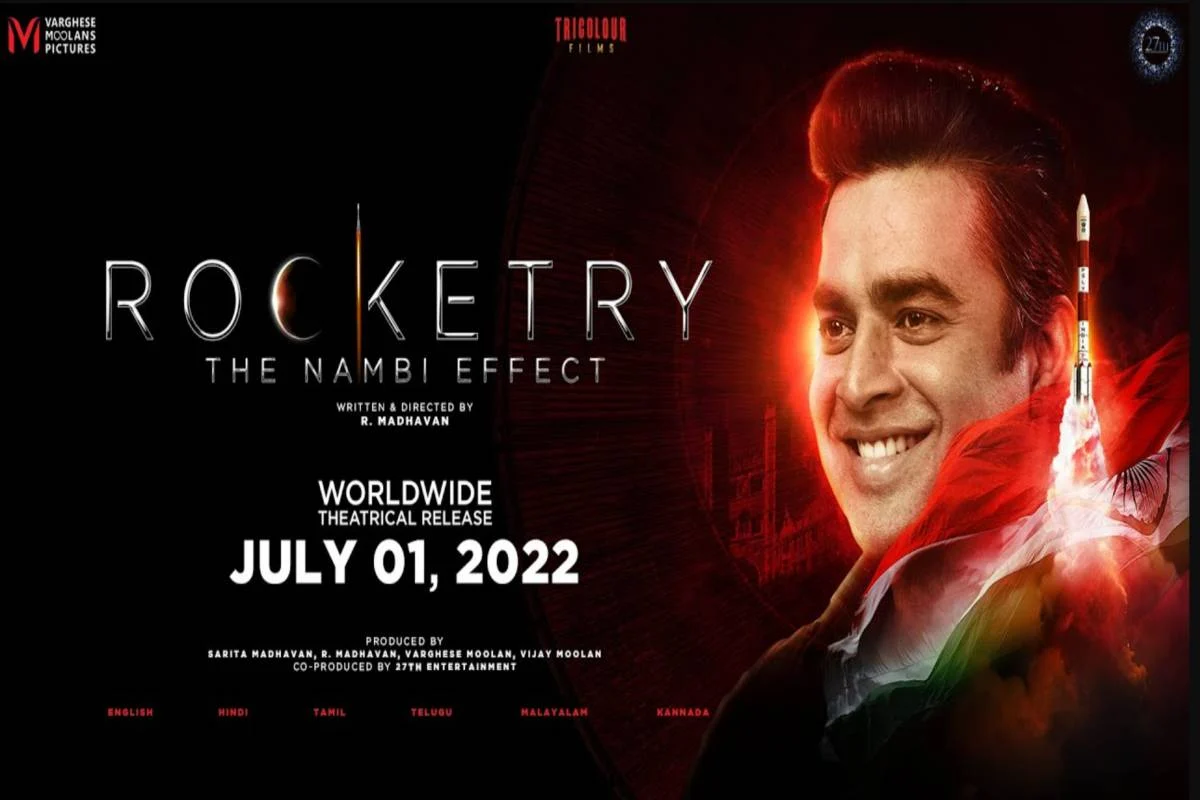 VARGHESE
MOOLANS
PICTURES
TRICOLOUR
FILMS
27TH
ROCKETRY
THE NAMBI EFFECT
WRITTEN & DIRECTED BY
R. MADHAVAN
WORLDWIDE
THEATRICAL RELEASE
JULY 01, 2022
PRODUCED BY
SARITA MADHAVAN, R. MADHAVAN, VARGHESE MOOLAN, VIJAY MOOLAN
CO-PRODUCED BY 27TH ENTERTAINMENT
ENGLISH HINDI TAMIL TELUGU MALAYALAM KANNADA